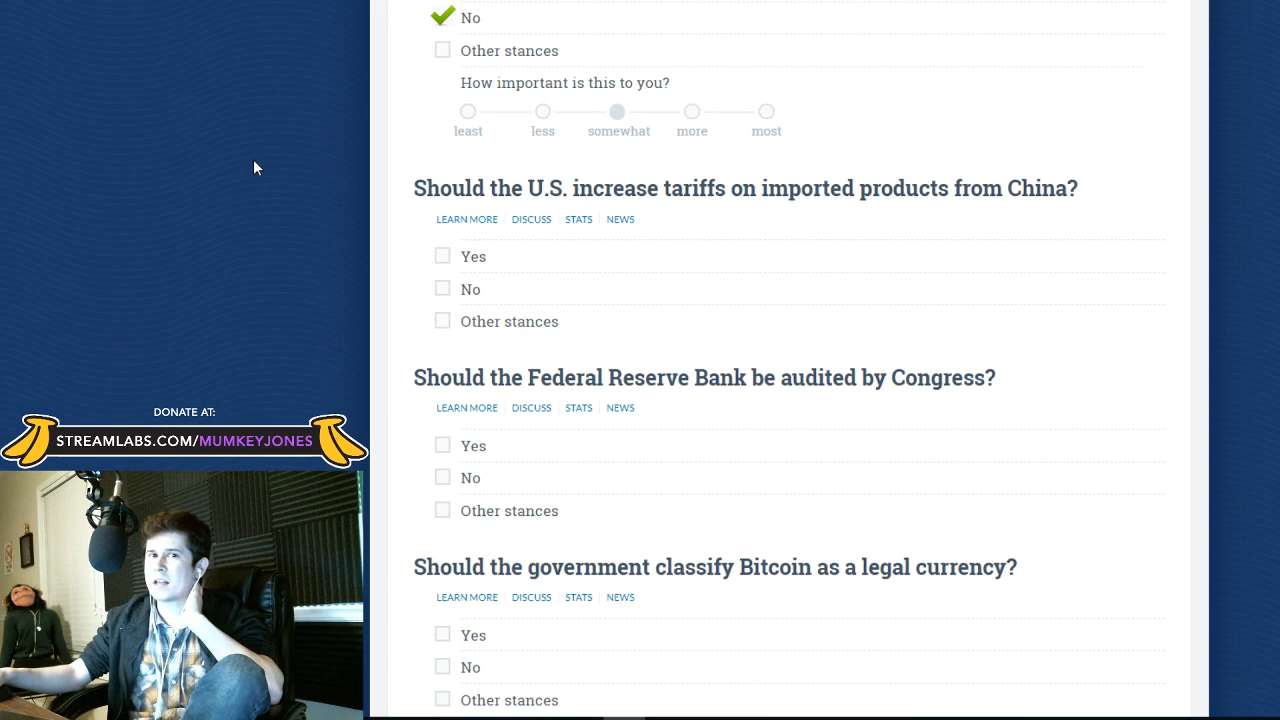 No
Other stances
How important is this to you?
least less somewhat more most
Should the U.S. increase tariffs on imported products from China?
LEARN MORE DISCUSS STATS NEWS
Yes
No
Other stances
Should the Federal Reserve Bank be audited by Congress?
LEARN MORE DISCUSS STATS NEWS
Yes
No
Other stances
Should the government classify Bitcoin as a legal currency?
LEARN MORE DISCUSS STATS NEWS
Yes
No
Other stances
DONATE AT:
STREAMLABS.COM/MUMKEYJONES